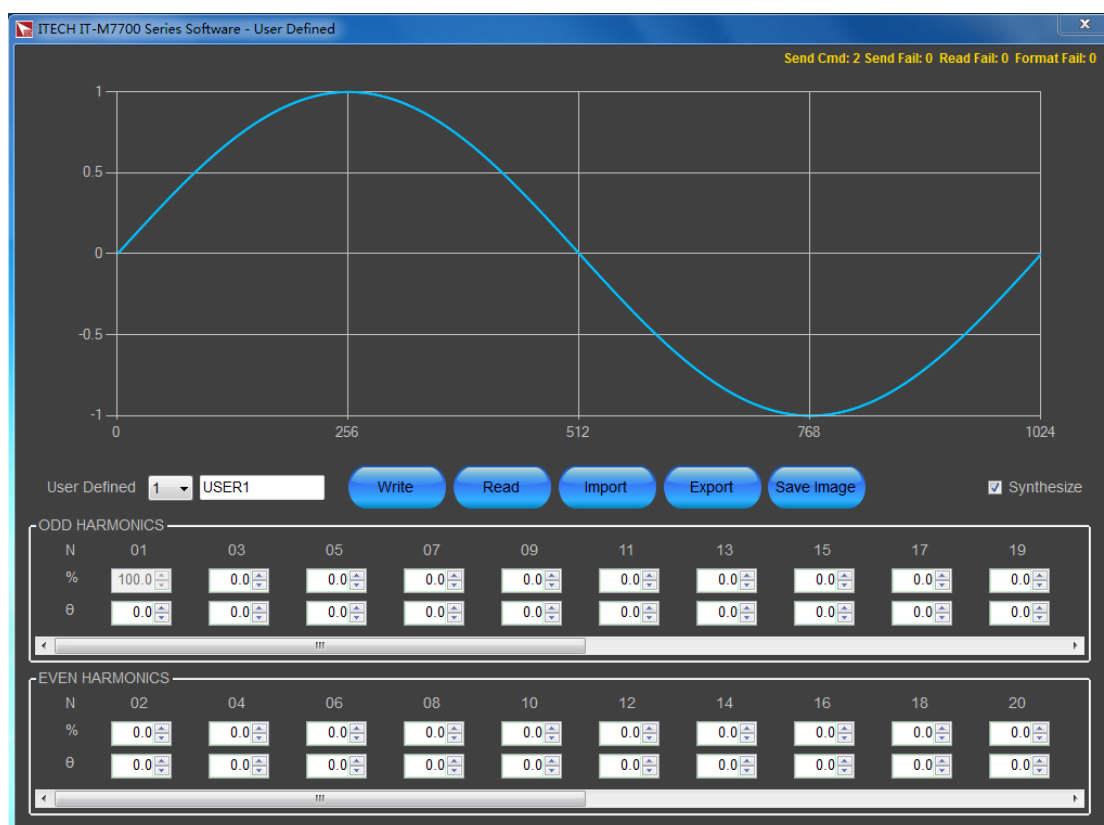 ITECH IT-M7700 Series Software - User Defined
x
Send Cmd: 2 Send Fail: 0 Read Fail: 0 Format Fail: 0
1
0.5
0
-0.5
-1
0 256 512 768 1024
User Defined 1 USER1 Write Read Import Export Save Image Synthesize
ODD HARMONICS
N 01 03 05 07 09 11 13 15 17 19
% 100.0 0.0 0.0 0.0 0.0 0.0 0.0 0.0 0.0 0.0
θ 0.0 0.0 0.0 0.0 0.0 0.0 0.0 0.0 0.0 0.0
EVEN HARMONICS
N 02 04 06 08 10 12 14 16 18 20
% 0.0 0.0 0.0 0.0 0.0 0.0 0.0 0.0 0.0 0.0
θ 0.0 0.0 0.0 0.0 0.0 0.0 0.0 0.0 0.0 0.0